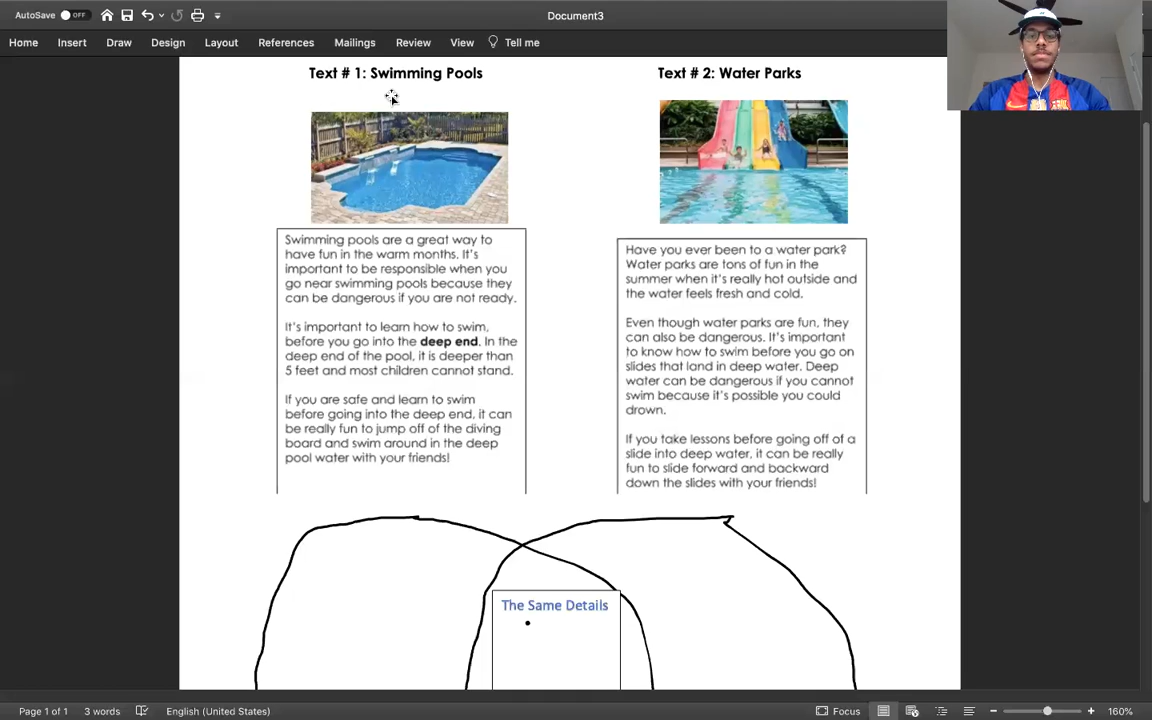 AutoSave OFF
Document3
Home Insert Draw Design Layout References Mailings Review View Tell me
Text # 1: Swimming Pools
Swimming pools are a great way to
have fun in the warm months. It's
important to be responsible when you
go near swimming pools because they
can be dangerous if you are not ready.
It's important to learn how to swim,
before you go into the deep end. In the
deep end of the pool, it is deeper than
5 feet and most children cannot stand.
If you are safe and learn to swim
before going into the deep end, it can
be really fun to jump off of the diving
board and swim around in the deep
pool water with your friends!
Text # 2: Water Parks
Have you ever been to a water park?
Water parks are tons of fun in the
summer when it's really hot outside and
the water feels fresh and cold.
Even though water parks are fun, they
can also be dangerous. It's important
to know how to swim before you go on
slides that land in deep water. Deep
water can be dangerous if you cannot
swim because it's possible you could
drown.
If you take lessons before going off of a
slide into deep water, it can be really
fun to slide forward and backward
down the slides with your friends!
The Same Details
Page 1 of 1 3 words English (United States) Focus 160%